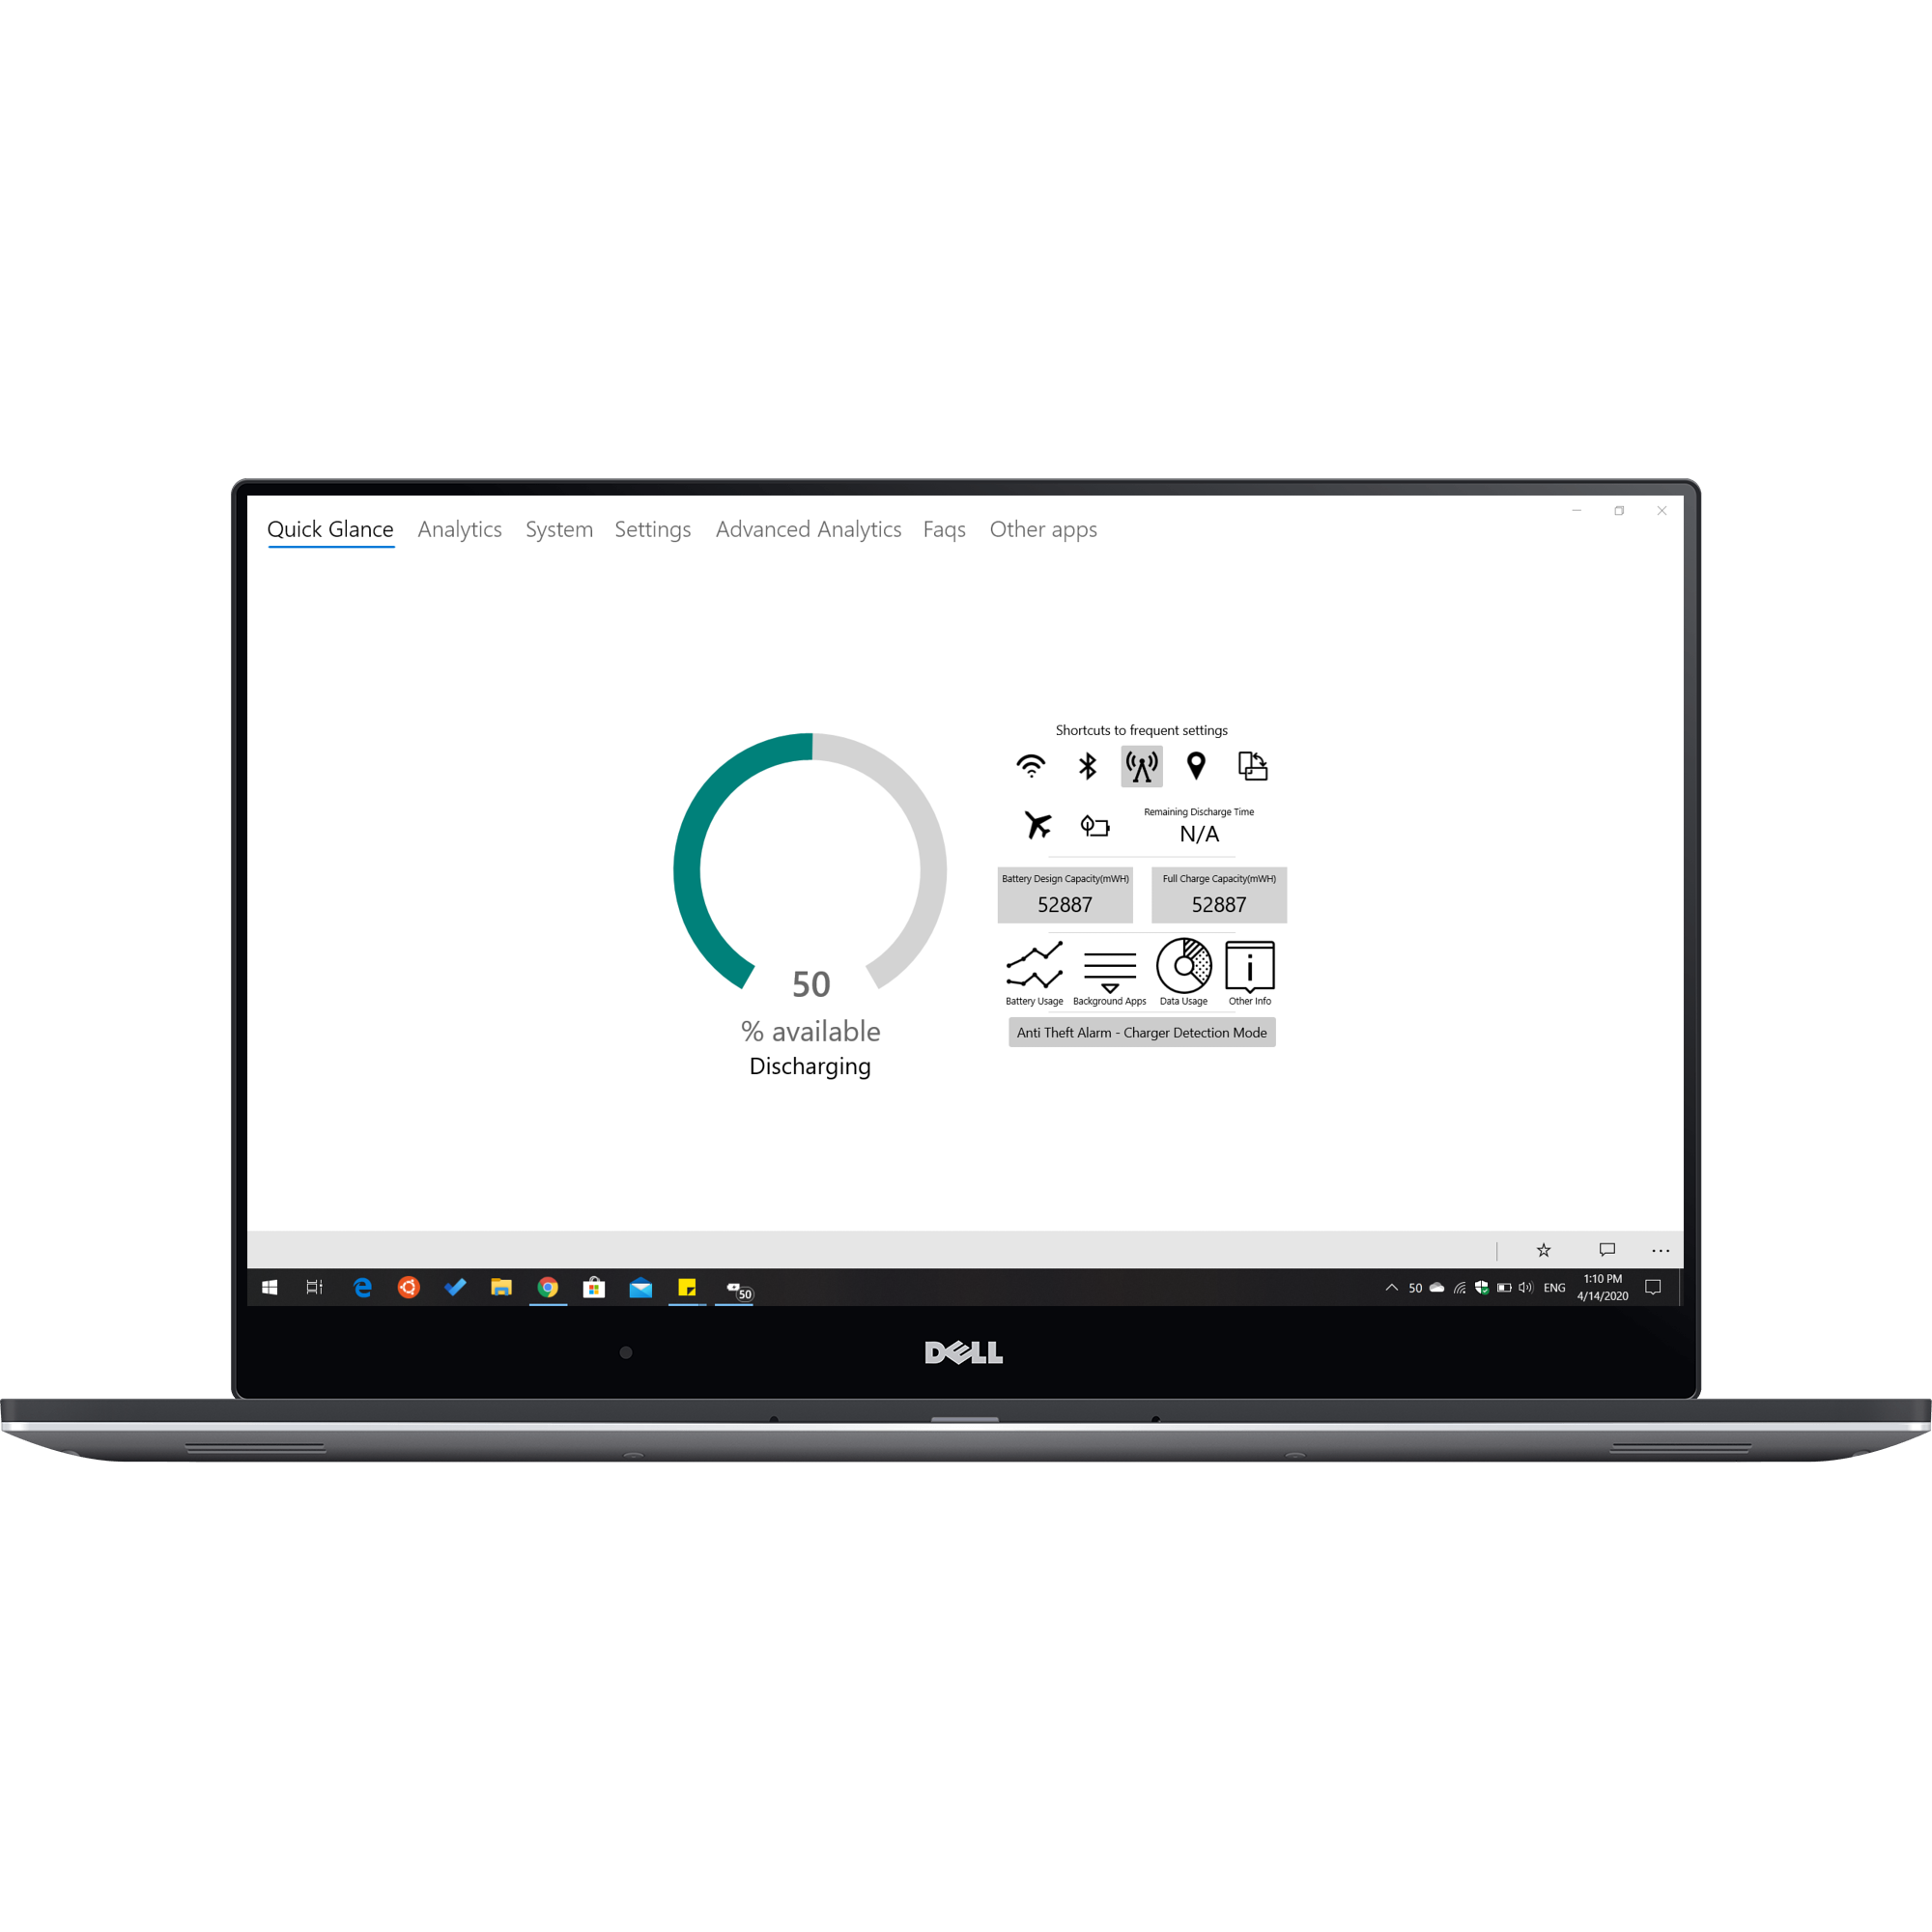 Quick Glance Analytics System Settings Advanced Analytics Faqs Other apps
Shortcuts to frequent settings
Remaining Discharge Time
N/A
Battery Design Capacity(mWH) Full Charge Capacity(mWH)
52887 52887
Battery Usage Background Apps Data Usage Other Info
Anti Theft Alarm - Charger Detection Mode
50
% available
Discharging
50
50 ENG
1:10 PM
4/14/2020
DELL